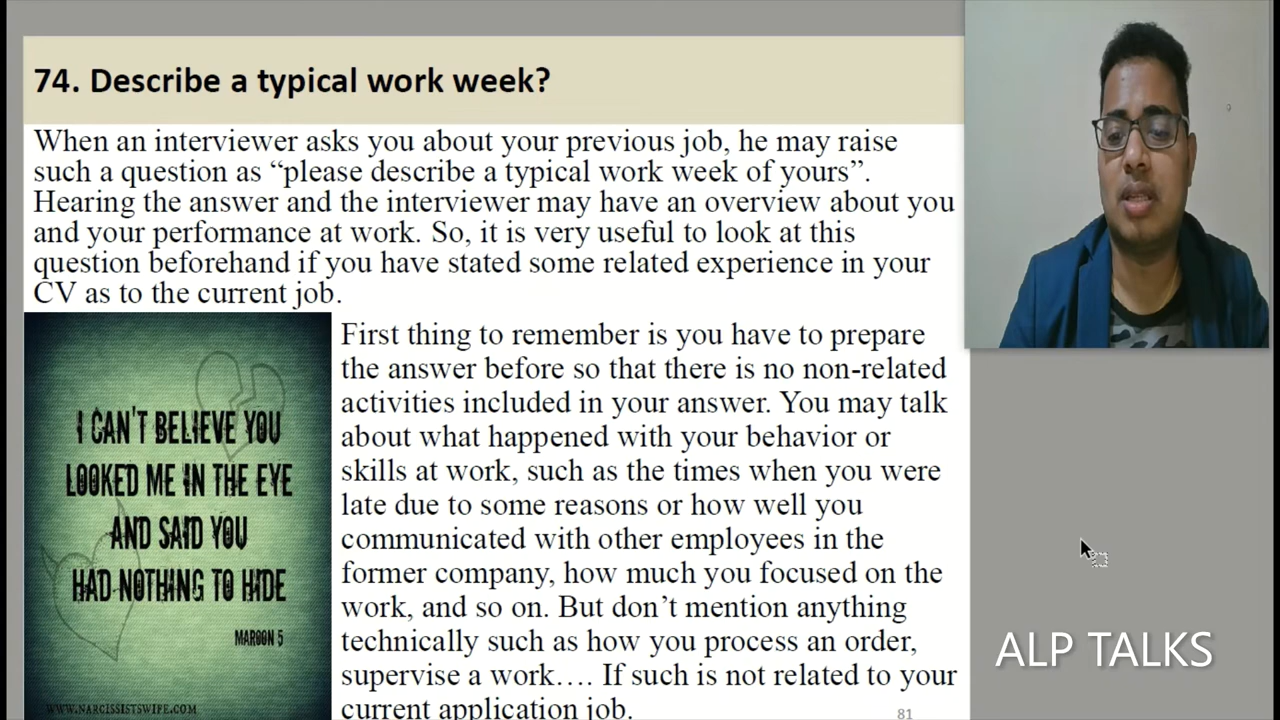 74. Describe a typical work week?
When an interviewer asks you about your previous job, he may raise
such a question as “please describe a typical work week of yours”.
Hearing the answer and the interviewer may have an overview about you
and your performance at work. So, it is very useful to look at this
question beforehand if you have stated some related experience in your
CV as to the current job.
I CAN'T BELIEVE YOU
LOOKED ME IN THE EYE
AND SAID YOU
HAD NOTHING TO HIDE
MAROON 5
WWW.NARCISSISTSWIFE.COM
First thing to remember is you have to prepare
the answer before so that there is no non-related
activities included in your answer. You may talk
about what happened with your behavior or
skills at work, such as the times when you were
late due to some reasons or how well you
communicated with other employees in the
former company, how much you focused on the
work, and so on. But don’t mention anything
technically such as how you process an order,
supervise a work…. If such is not related to your
current application job.
81
ALP TALKS